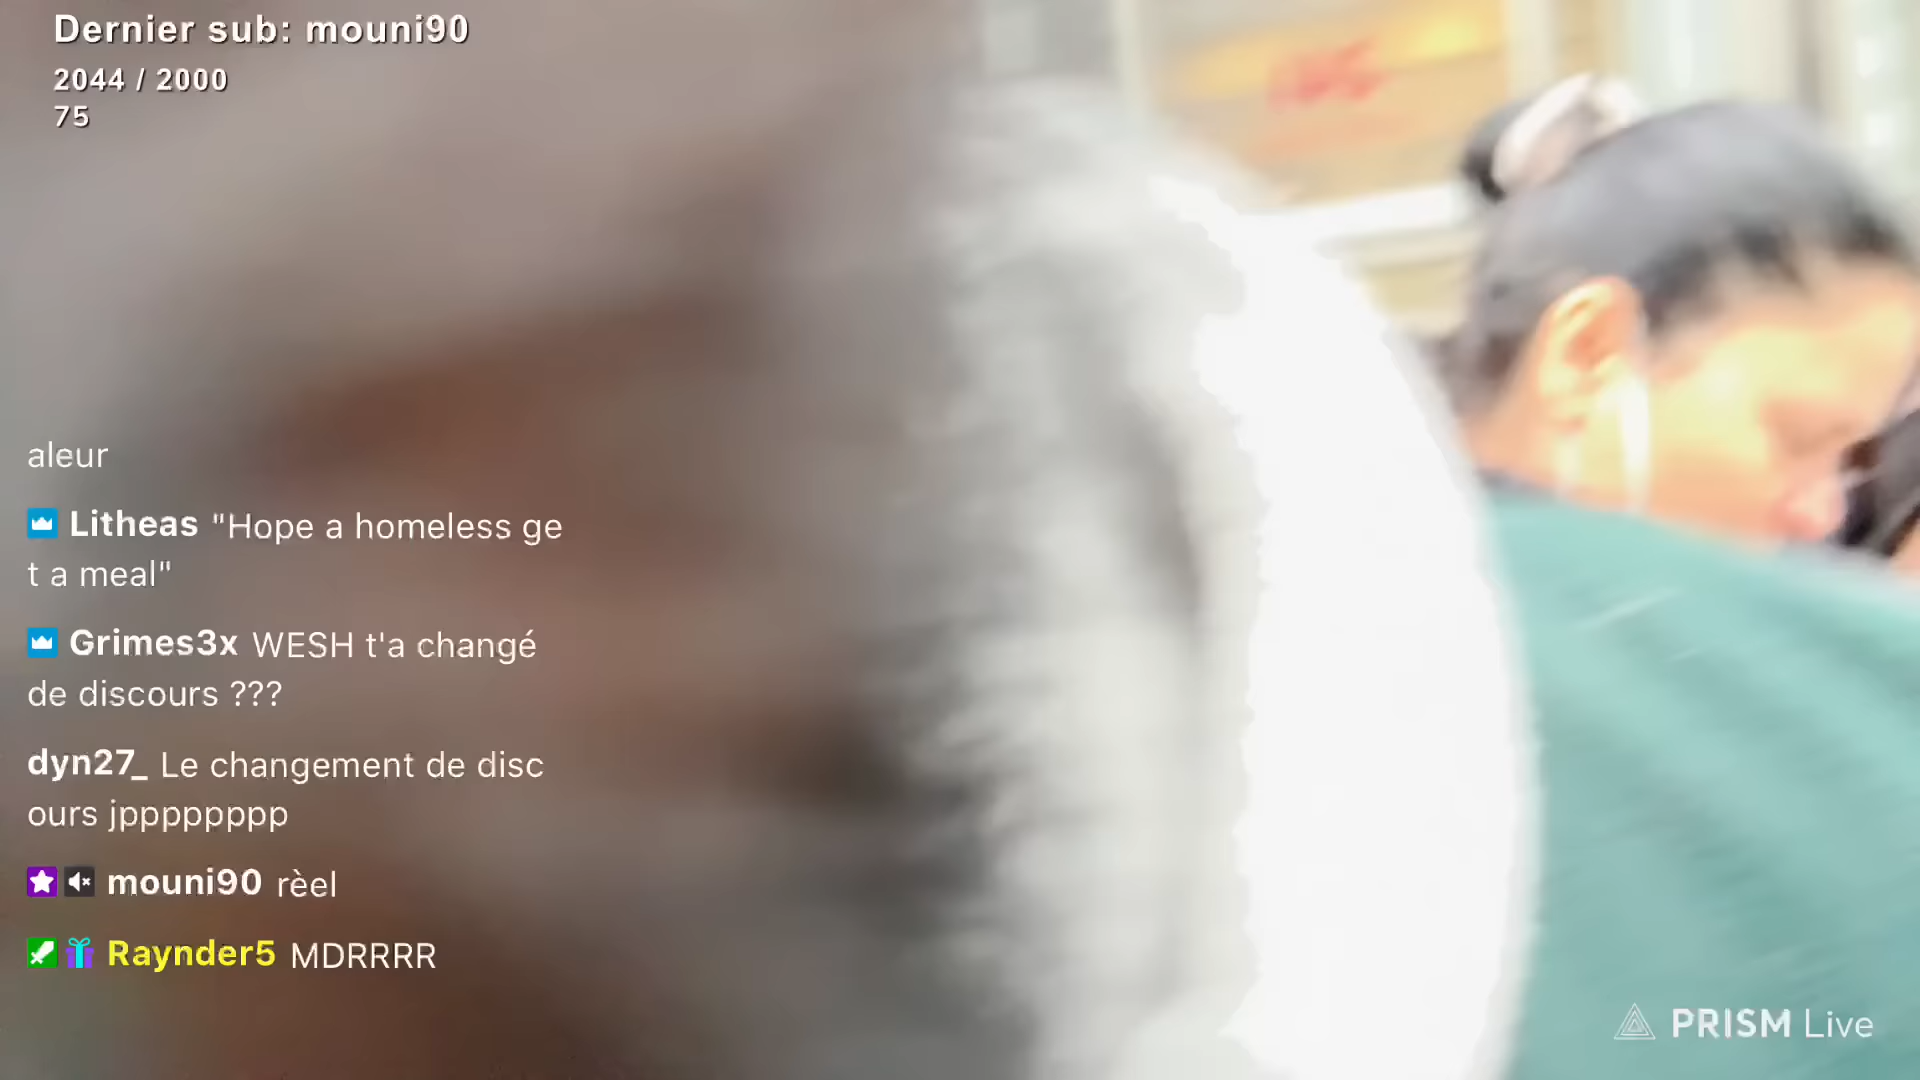 Dernier sub: mouni90
2044 / 2000
75
aleur
Litheas "Hope a homeless ge
t a meal"
Grimes3x WESH t'a changé
de discours ???
dyn27_ Le changement de disc
ours jpppppppp
mouni90 rèel
Raynder5 MDRRRR
PRISM Live